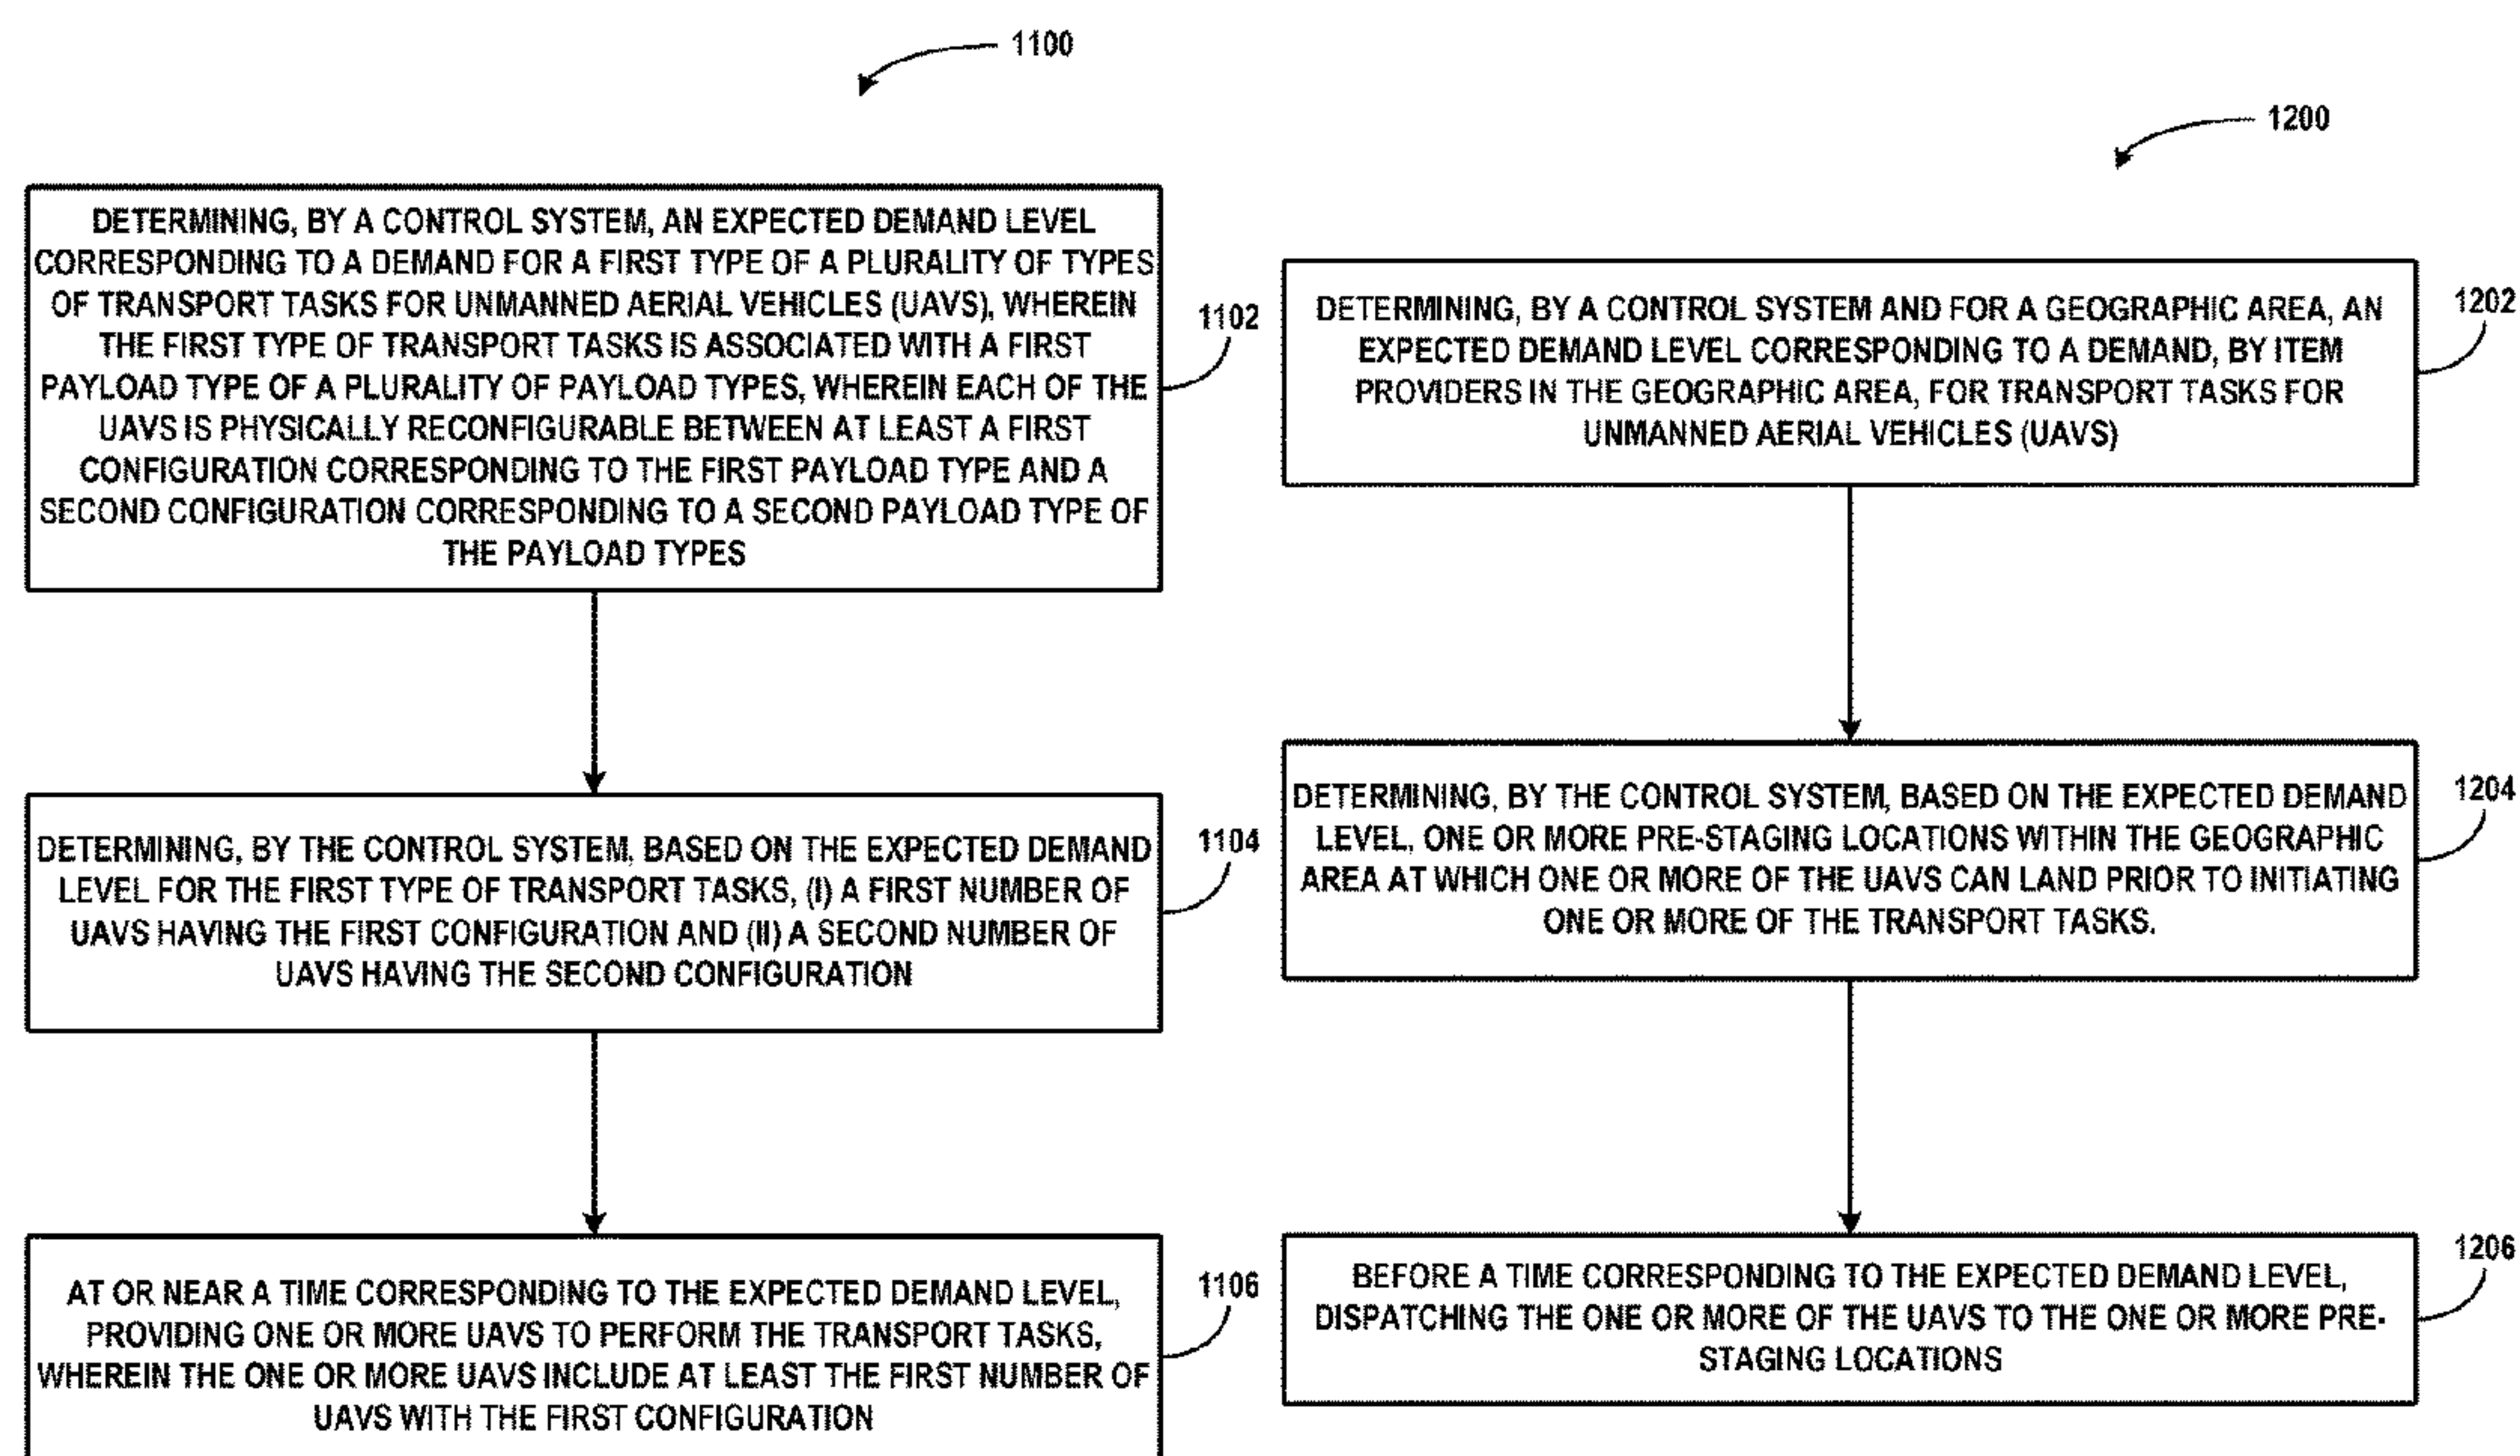 1100
DETERMINING, BY A CONTROL SYSTEM, AN EXPECTED DEMAND LEVEL
CORRESPONDING TO A DEMAND FOR A FIRST TYPE OF A PLURALITY OF TYPES
OF TRANSPORT TASKS FOR UNMANNED AERIAL VEHICLES (UAVS), WHEREIN
THE FIRST TYPE OF TRANSPORT TASKS IS ASSOCIATED WITH A FIRST
PAYLOAD TYPE OF A PLURALITY OF PAYLOAD TYPES, WHEREIN EACH OF THE
UAVS IS PHYSICALLY RECONFIGURABLE BETWEEN AT LEAST A FIRST
CONFIGURATION CORRESPONDING TO THE FIRST PAYLOAD TYPE AND A
SECOND CONFIGURATION CORRESPONDING TO A SECOND PAYLOAD TYPE OF
THE PAYLOAD TYPES
1102
DETERMINING, BY THE CONTROL SYSTEM, BASED ON THE EXPECTED DEMAND
LEVEL FOR THE FIRST TYPE OF TRANSPORT TASKS, (I) A FIRST NUMBER OF
UAVS HAVING THE FIRST CONFIGURATION AND (II) A SECOND NUMBER OF
UAVS HAVING THE SECOND CONFIGURATION
1104
AT OR NEAR A TIME CORRESPONDING TO THE EXPECTED DEMAND LEVEL,
PROVIDING ONE OR MORE UAVS TO PERFORM THE TRANSPORT TASKS,
WHEREIN THE ONE OR MORE UAVS INCLUDE AT LEAST THE FIRST NUMBER OF
UAVS WITH THE FIRST CONFIGURATION
1106
1200
DETERMINING, BY A CONTROL SYSTEM AND FOR A GEOGRAPHIC AREA, AN
EXPECTED DEMAND LEVEL CORRESPONDING TO A DEMAND, BY ITEM
PROVIDERS IN THE GEOGRAPHIC AREA, FOR TRANSPORT TASKS FOR
UNMANNED AERIAL VEHICLES (UAVS)
1202
DETERMINING, BY THE CONTROL SYSTEM, BASED ON THE EXPECTED DEMAND
LEVEL, ONE OR MORE PRE-STAGING LOCATIONS WITHIN THE GEOGRAPHIC
AREA AT WHICH ONE OR MORE OF THE UAVS CAN LAND PRIOR TO INITIATING
ONE OR MORE OF THE TRANSPORT TASKS.
1204
BEFORE A TIME CORRESPONDING TO THE EXPECTED DEMAND LEVEL,
DISPATCHING THE ONE OR MORE OF THE UAVS TO THE ONE OR MORE PRE-
STAGING LOCATIONS
1206